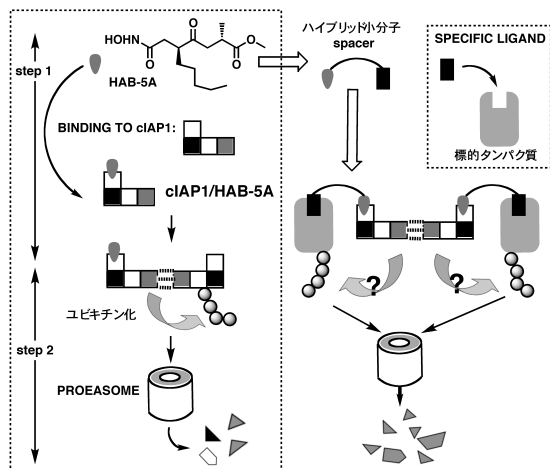 HOHN
O
O
O
O
HAB-5A
step 1
BINDING TO cIAP1:
cIAP1/HAB-5A
ユビキチン化
step 2
PROEASOME
ハイブリッド小分子
spacer
SPECIFIC LIGAND
標的タンパク質
?
?